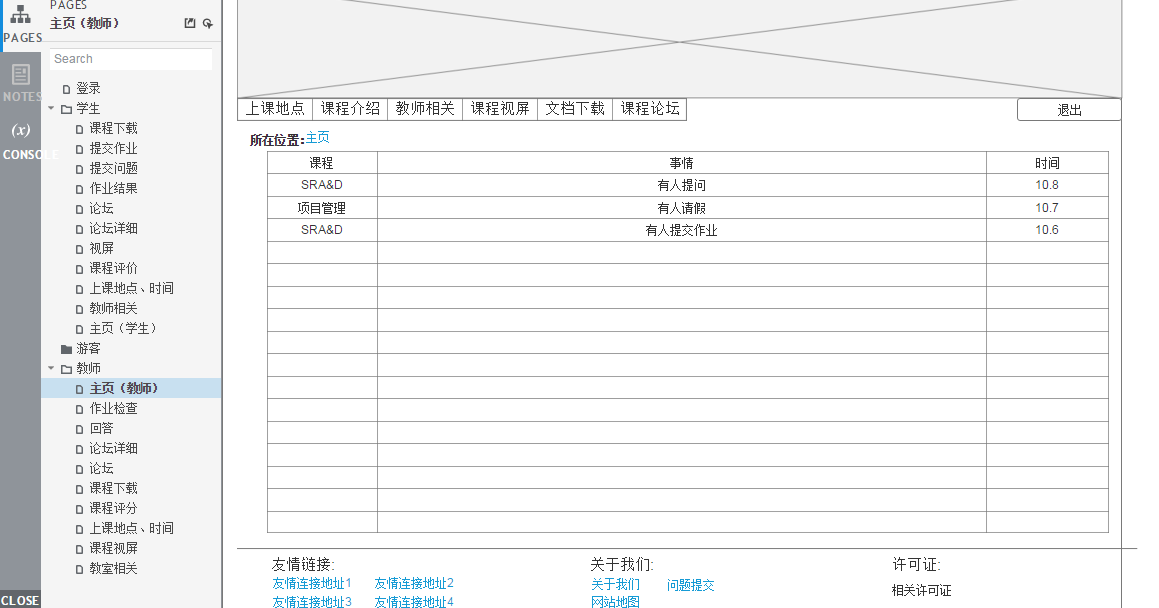 PAGES
主页（教师）
PAGES
Search
NOTES
(x)
CONSOLE
登录
学生
课程下载
提交作业
提交问题
作业结果
论坛
论坛详细
视屏
课程评价
上课地点、时间
教师相关
主页（学生）
游客
教师
主页（教师）
作业检查
回答
论坛详细
论坛
课程下载
课程评分
上课地点、时间
课程视屏
教室相关
CLOSE
上课地点 课程介绍 教师相关 课程视屏 文档下载 课程论坛 退出
所在位置:主页
课程 事情 时间
SRA&D 有人提问 10.8
项目管理 有人请假 10.7
SRA&D 有人提交作业 10.6
友情链接: 关于我们: 许可证:
友情连接地址1 友情连接地址2 关于我们 问题提交 相关许可证
友情连接地址3 友情连接地址4 网站地图